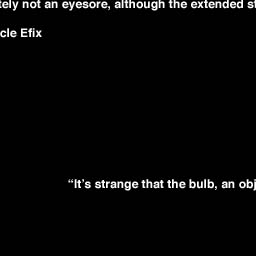 tely not an eyesore, although the extended st
cle Efix
“It’s strange that the bulb, an obj